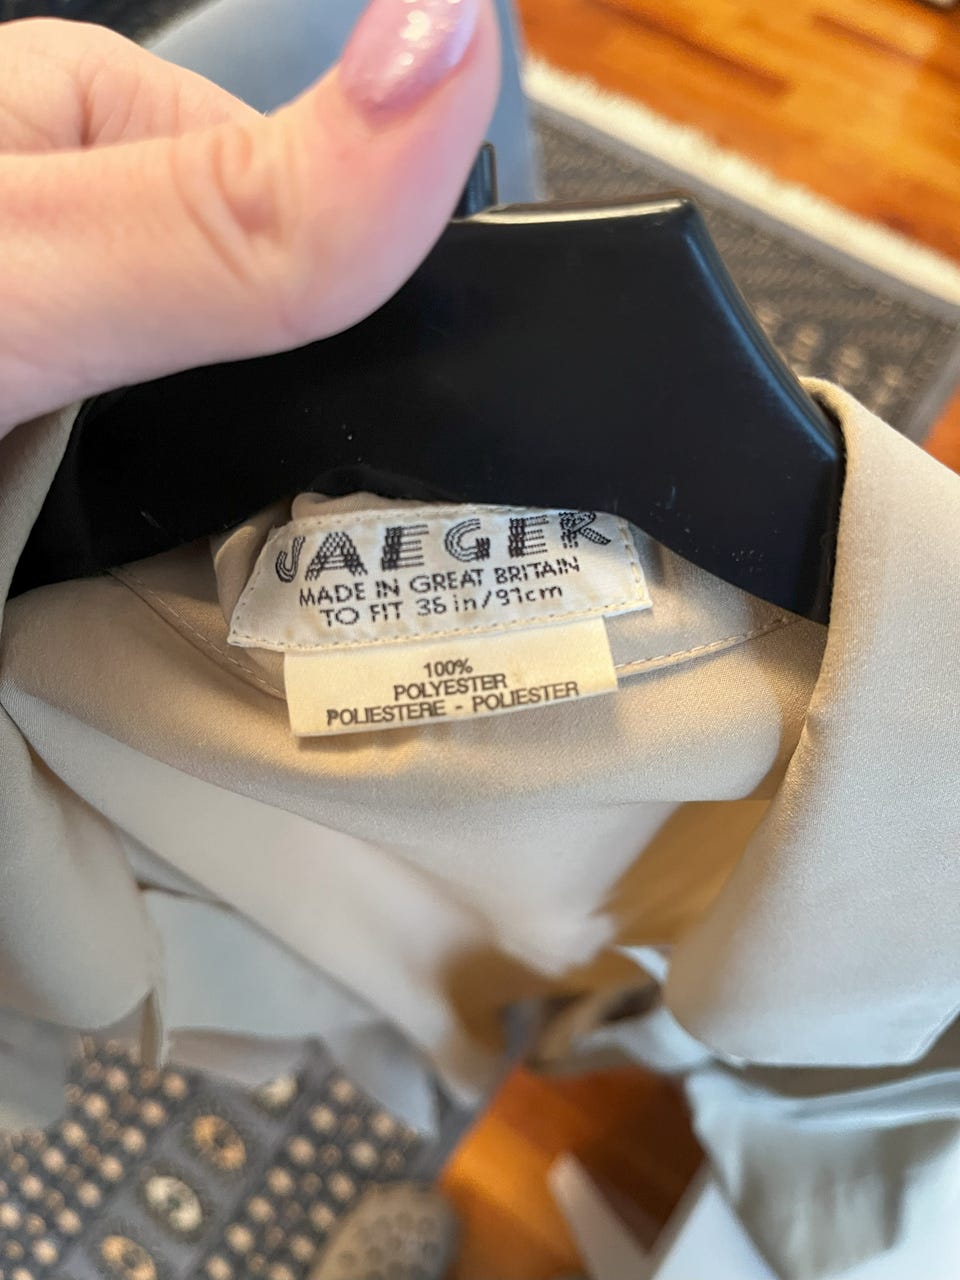 JAEGER
MADE IN GREAT BRITAIN
TO FIT 36 in/91cm
100%
POLYESTER
POLIESTERE - POLIESTER